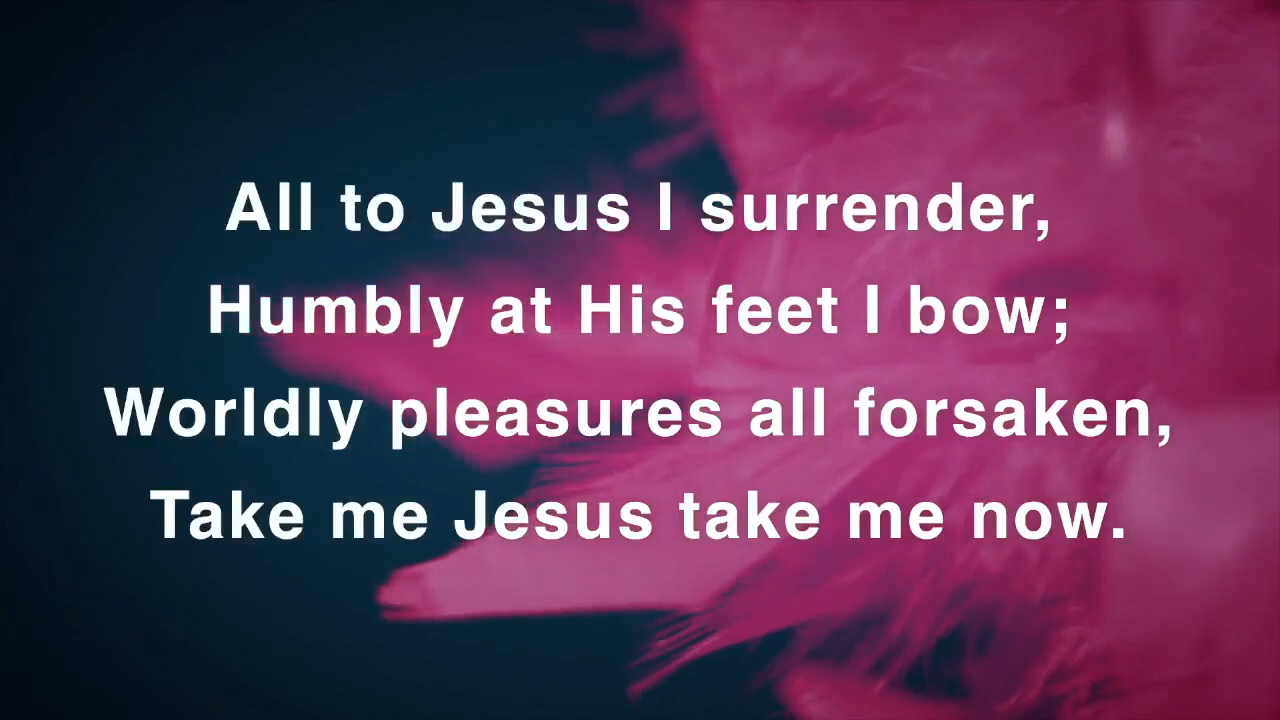 All to Jesus I surrender,
Humbly at His feet I bow;
Worldly pleasures all forsaken,
Take me Jesus take me now.